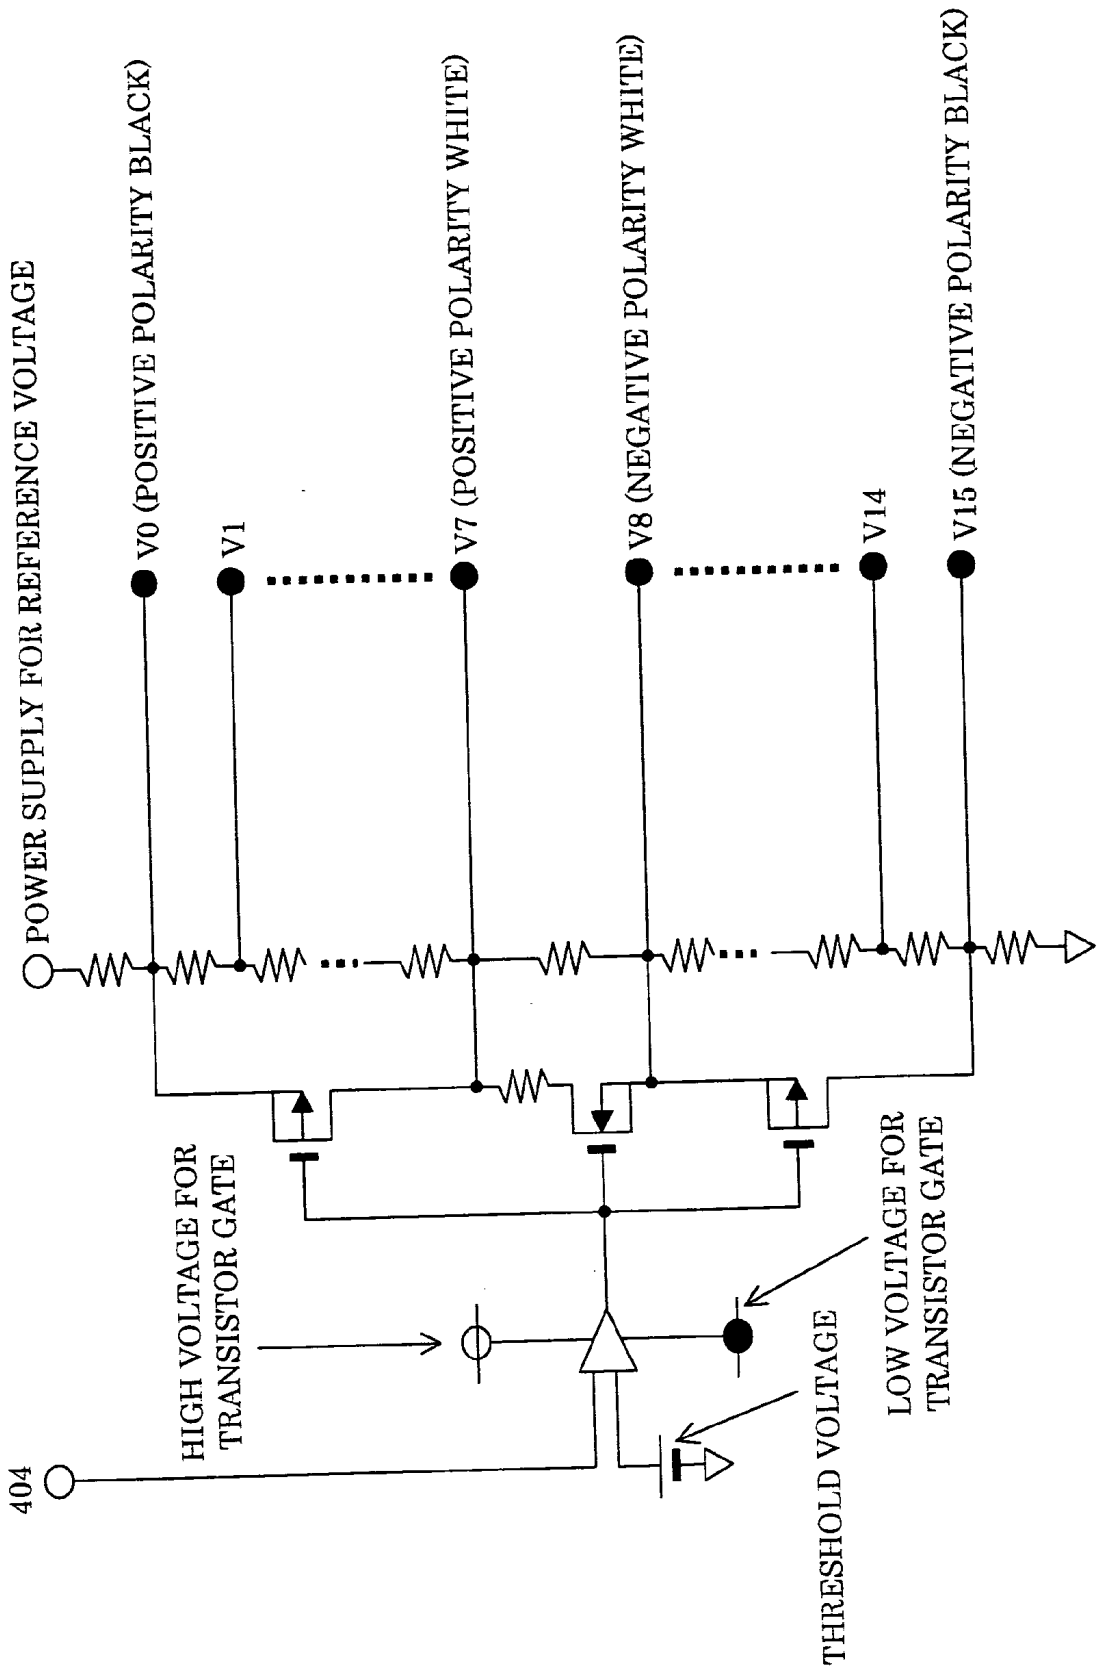 POWER SUPPLY FOR REFERENCE VOLTAGE
404
V0 (POSITIVE POLARITY BLACK)
V1
HIGH VOLTAGE FOR
TRANSISTOR GATE
V7 (POSITIVE POLARITY WHITE)
V8 (NEGATIVE POLARITY WHITE)
THRESHOLD VOLTAGE
LOW VOLTAGE FOR
TRANSISTOR GATE
V14
V15 (NEGATIVE POLARITY BLACK)